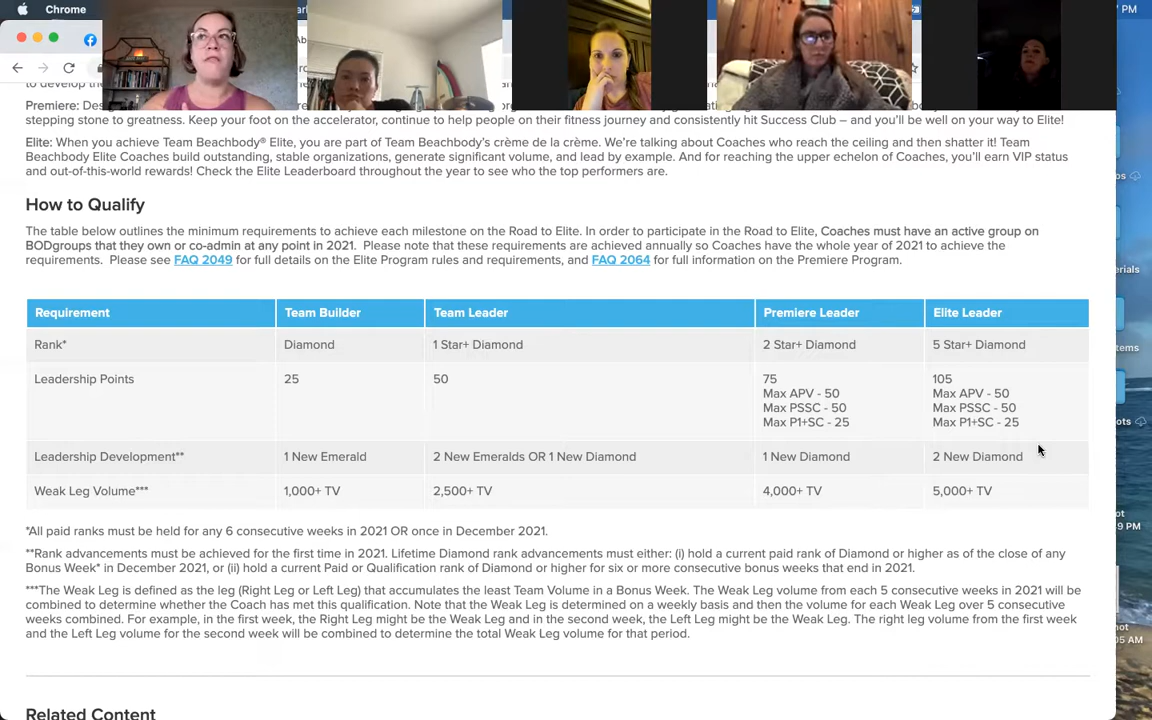 Chrome
PM
to develop the
Premiere: Des
stepping stone to greatness. Keep your foot on the accelerator, continue to help people on their fitness journey and consistently hit Success Club – and you'll be well on your way to Elite!
Elite: When you achieve Team Beachbody® Elite, you are part of Team Beachbody's crème de la crème. We're talking about Coaches who reach the ceiling and then shatter it! Team
Beachbody Elite Coaches build outstanding, stable organizations, generate significant volume, and lead by example. And for reaching the upper echelon of Coaches, you'll earn VIP status
and out-of-this-world rewards! Check the Elite Leaderboard throughout the year to see who the top performers are.
How to Qualify
The table below outlines the minimum requirements to achieve each milestone on the Road to Elite. In order to participate in the Road to Elite, Coaches must have an active group on
BODgroups that they own or co-admin at any point in 2021. Please note that these requirements are achieved annually so Coaches have the whole year of 2021 to achieve the
requirements. Please see FAQ 2049 for full details on the Elite Program rules and requirements, and FAQ 2064 for full information on the Premiere Program.
Requirement Team Builder Team Leader Premiere Leader Elite Leader
Rank* Diamond 1 Star+ Diamond 2 Star+ Diamond 5 Star+ Diamond
Leadership Points 25 50 75 105
Max APV - 50 Max APV - 50
Max PSSC - 50 Max PSSC - 50
Max P1+SC - 25 Max P1+SC - 25
Leadership Development** 1 New Emerald 2 New Emeralds OR 1 New Diamond 1 New Diamond 2 New Diamond
Weak Leg Volume*** 1,000+ TV 2,500+ TV 4,000+ TV 5,000+ TV
*All paid ranks must be held for any 6 consecutive weeks in 2021 OR once in December 2021.
**Rank advancements must be achieved for the first time in 2021. Lifetime Diamond rank advancements must either: (i) hold a current paid rank of Diamond or higher as of the close of any
Bonus Week* in December 2021, or (ii) hold a current Paid or Qualification rank of Diamond or higher for six or more consecutive bonus weeks that end in 2021.
***The Weak Leg is defined as the leg (Right Leg or Left Leg) that accumulates the least Team Volume in a Bonus Week. The Weak Leg volume from each 5 consecutive weeks in 2021 will be
combined to determine whether the Coach has met this qualification. Note that the Weak Leg is determined on a weekly basis and then the volume for each Weak Leg over 5 consecutive
weeks combined. For example, in the first week, the Right Leg might be the Weak Leg and in the second week, the Left Leg might be the Weak Leg. The right leg volume from the first week
and the Left Leg volume for the second week will be combined to determine the total Weak Leg volume for that period.
Related Content
os
erials
tems
ots
ot
9 PM
not
05 AM